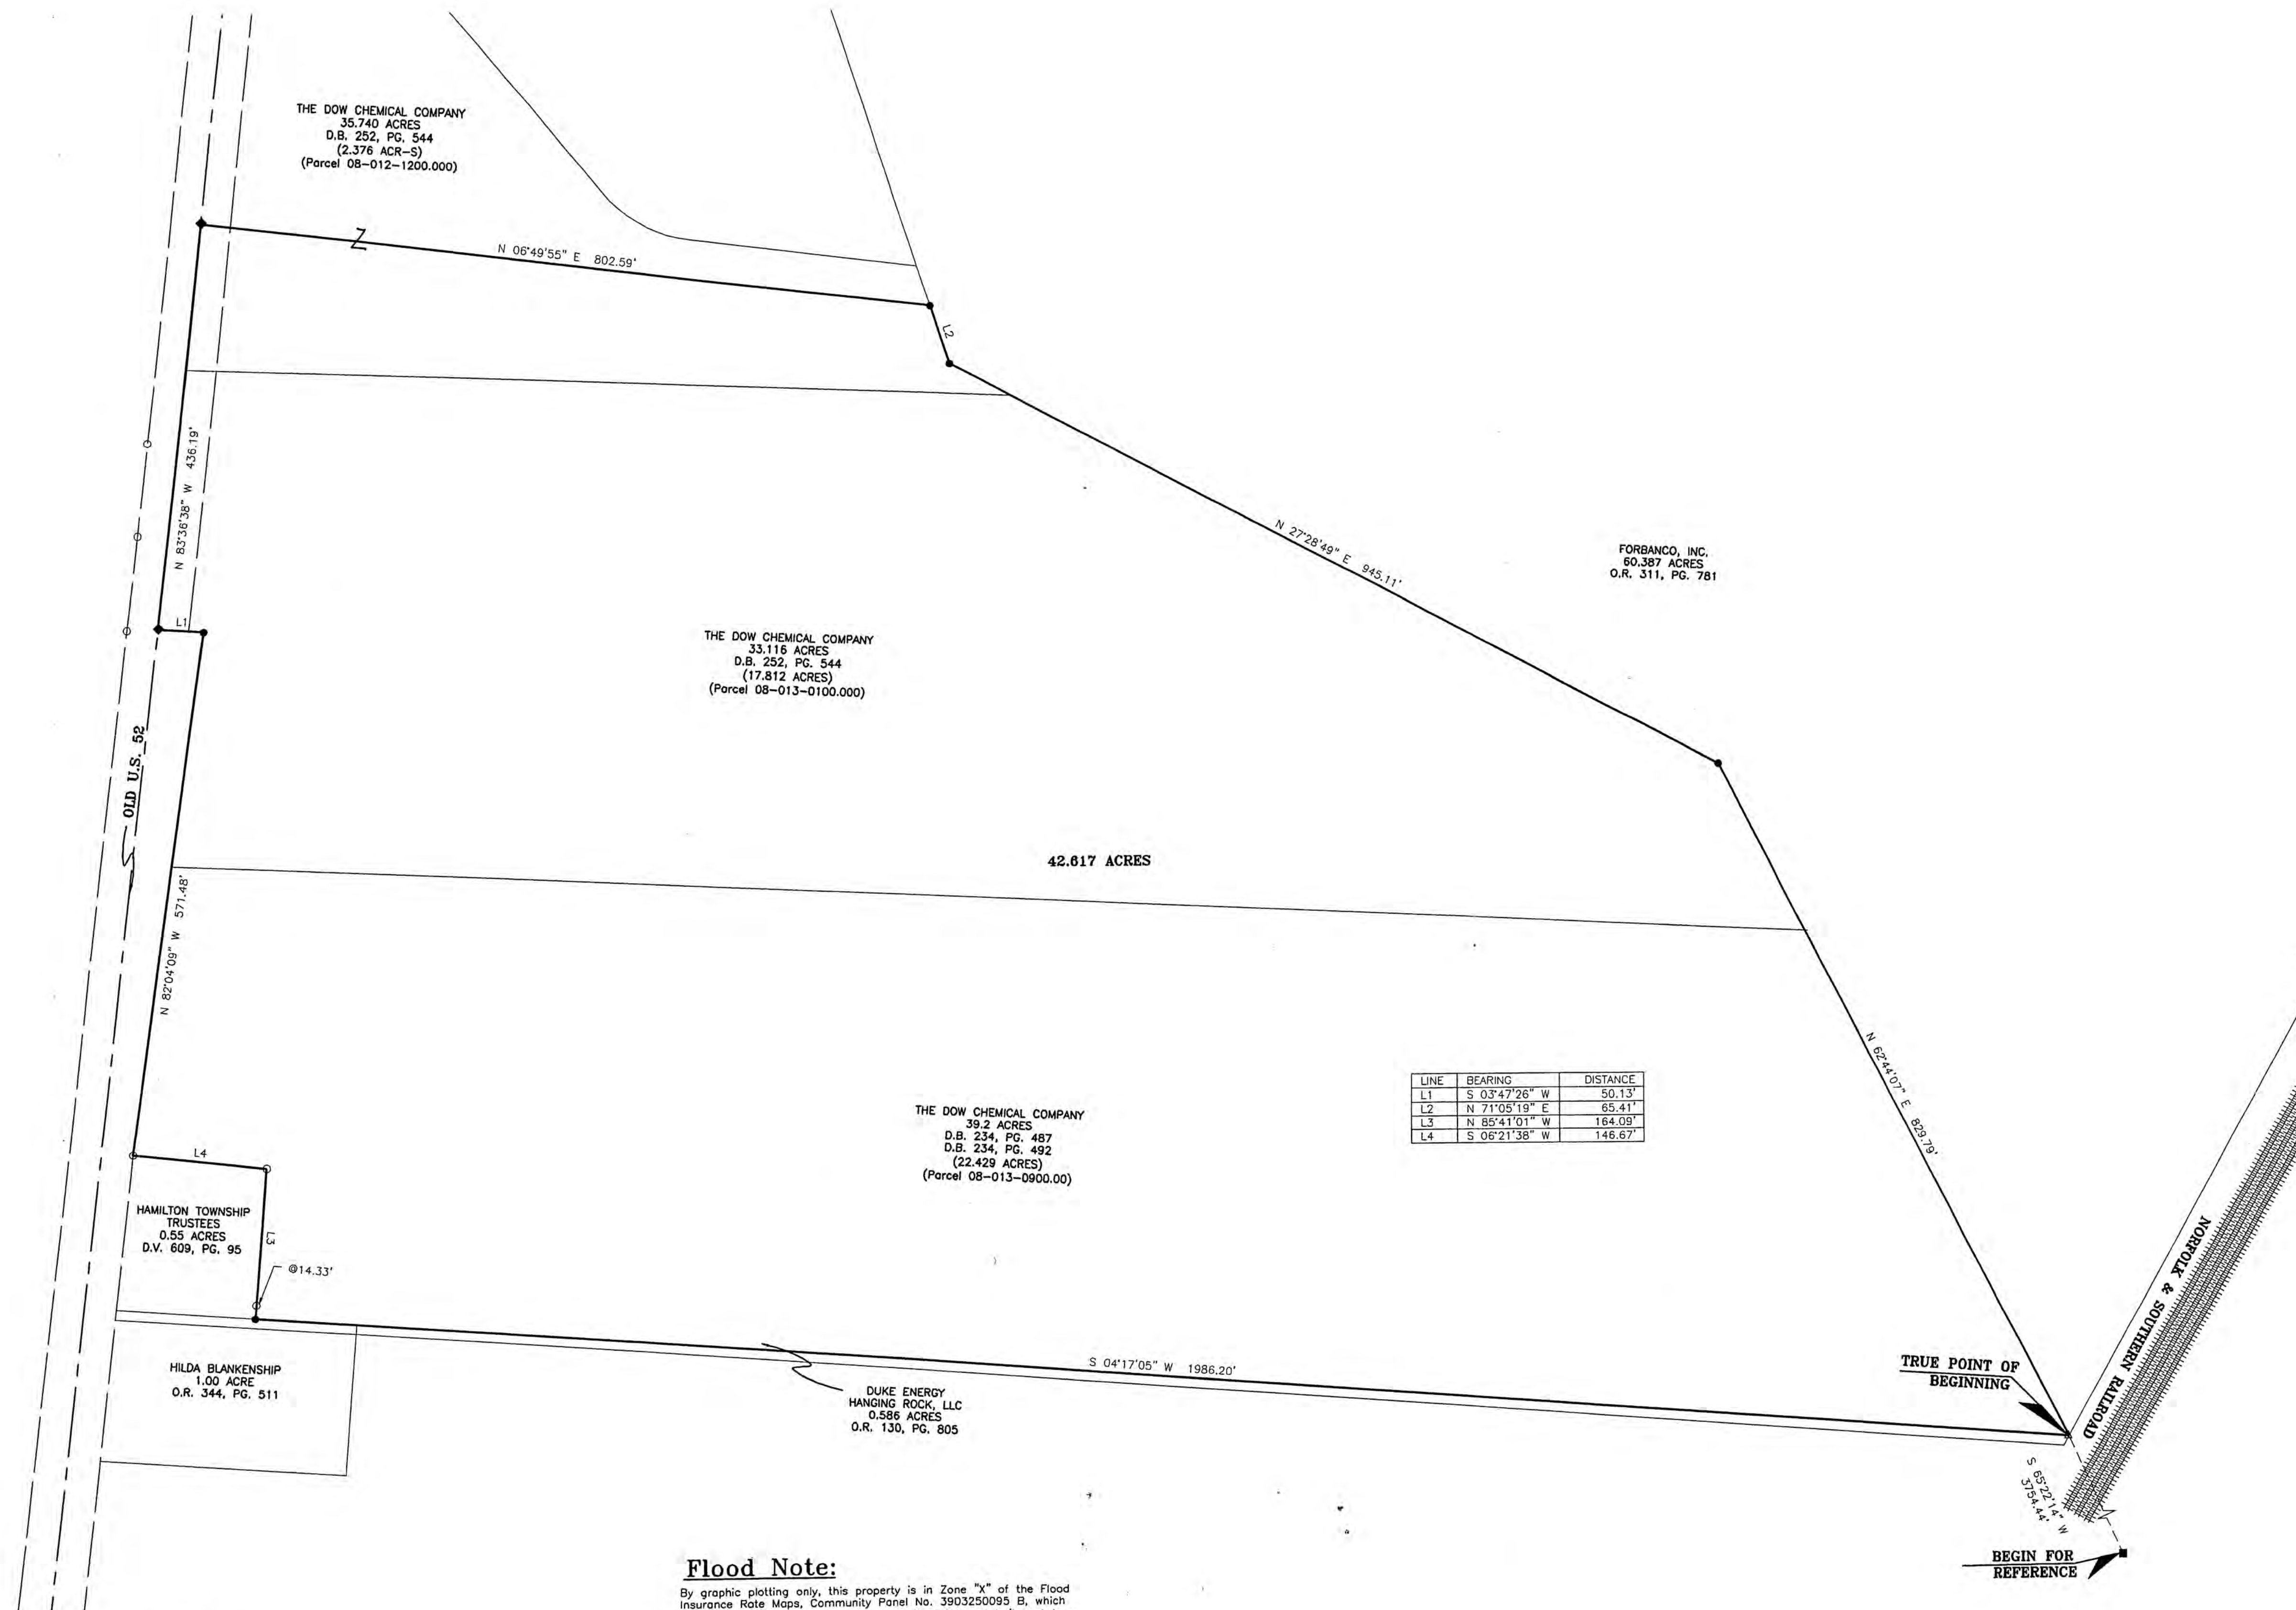 THE DOW CHEMICAL COMPANY
35.740 ACRES
D.B. 252, PG. 544
(2.376 ACR-S)
(Parcel 08-012-1200.000)
Z
N 06°49'55" E 802.59'
L2
N 83°36'38" W 436.19'
N 27°28'49" E 945.11'
FORBANCO, INC.
60.387 ACRES
O.R. 311, PG. 781
L1
THE DOW CHEMICAL COMPANY
33.116 ACRES
D.B. 252, PG. 544
(17.812 ACRES)
(Parcel 08-013-0100.000)
OLD U.S. 52
42.617 ACRES
N 82°04'09" W 571.48'
N 62°44'07" E 829.79'
LINE BEARING DISTANCE
L1 S 03°47'26" W 50.13'
L2 N 71°05'19" E 65.41'
L3 N 85°41'01" W 164.09'
L4 S 06°21'38" W 146.67'
THE DOW CHEMICAL COMPANY
39.2 ACRES
D.B. 234, PG. 487
D.B. 234, PG. 492
(22.429 ACRES)
(Parcel 08-013-0900.00)
L4
HAMILTON TOWNSHIP
TRUSTEES
0.55 ACRES
D.V. 609, PG. 95
L3
@14.33'
NORFOLK & SOUTHERN RAILROAD
HILDA BLANKENSHIP
1.00 ACRE
O.R. 344, PG. 511
S 04°17'05" W 1986.20'
DUKE ENERGY
HANGING ROCK, LLC
0.586 ACRES
O.R. 130, PG. 805
TRUE POINT OF
BEGINNING
S 65°22'14" W
3754.44'
BEGIN FOR
REFERENCE
Flood Note:
By graphic plotting only, this property is in Zone "X" of the Flood
Insurance Rate Maps, Community Panel No. 3903250095 B, which